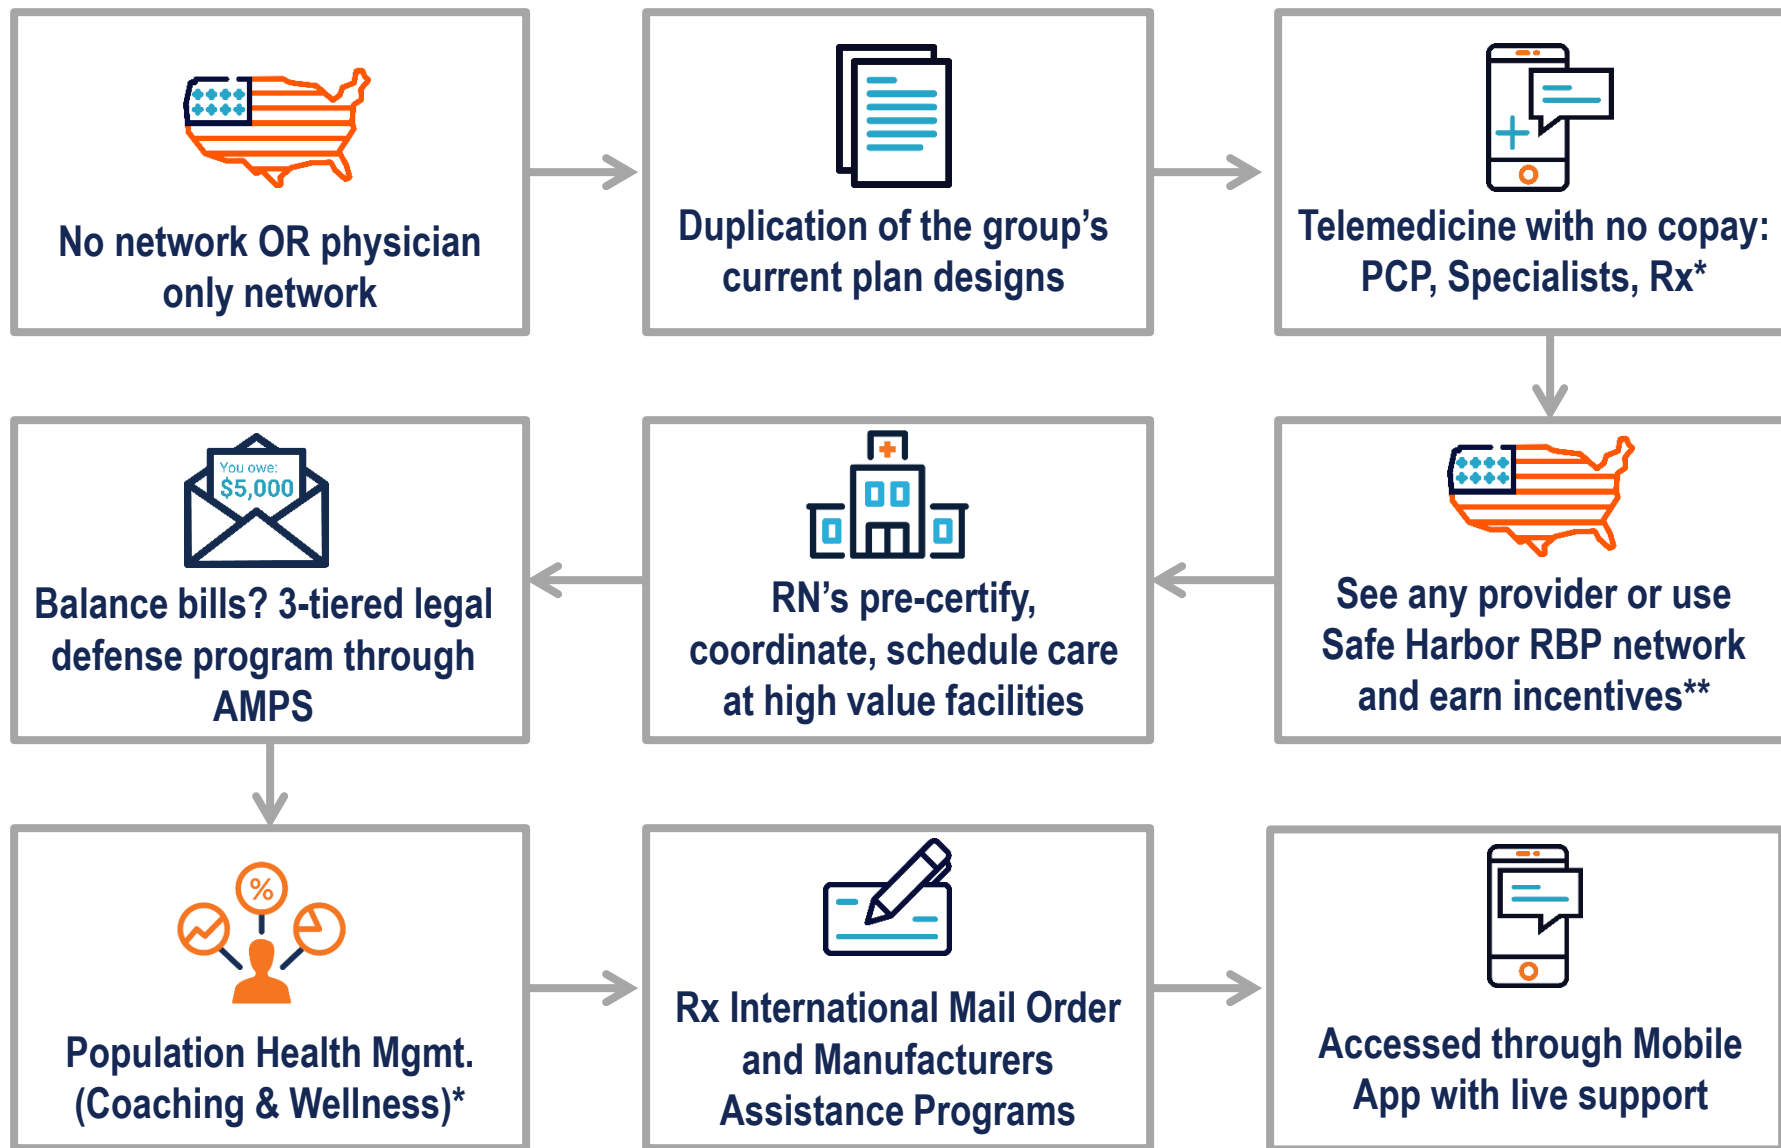 No network OR physician
only network
Duplication of the group’s
current plan designs
Telemedicine with no copay:
PCP, Specialists, Rx*
See any provider or use
Safe Harbor RBP network
and earn incentives**
RN’s pre-certify,
coordinate, schedule care
at high value facilities
You owe:
$5,000
Balance bills? 3-tiered legal
defense program through
AMPS
%
Population Health Mgmt.
(Coaching & Wellness)*
Rx International Mail Order
and Manufacturers
Assistance Programs
Accessed through Mobile
App with live support